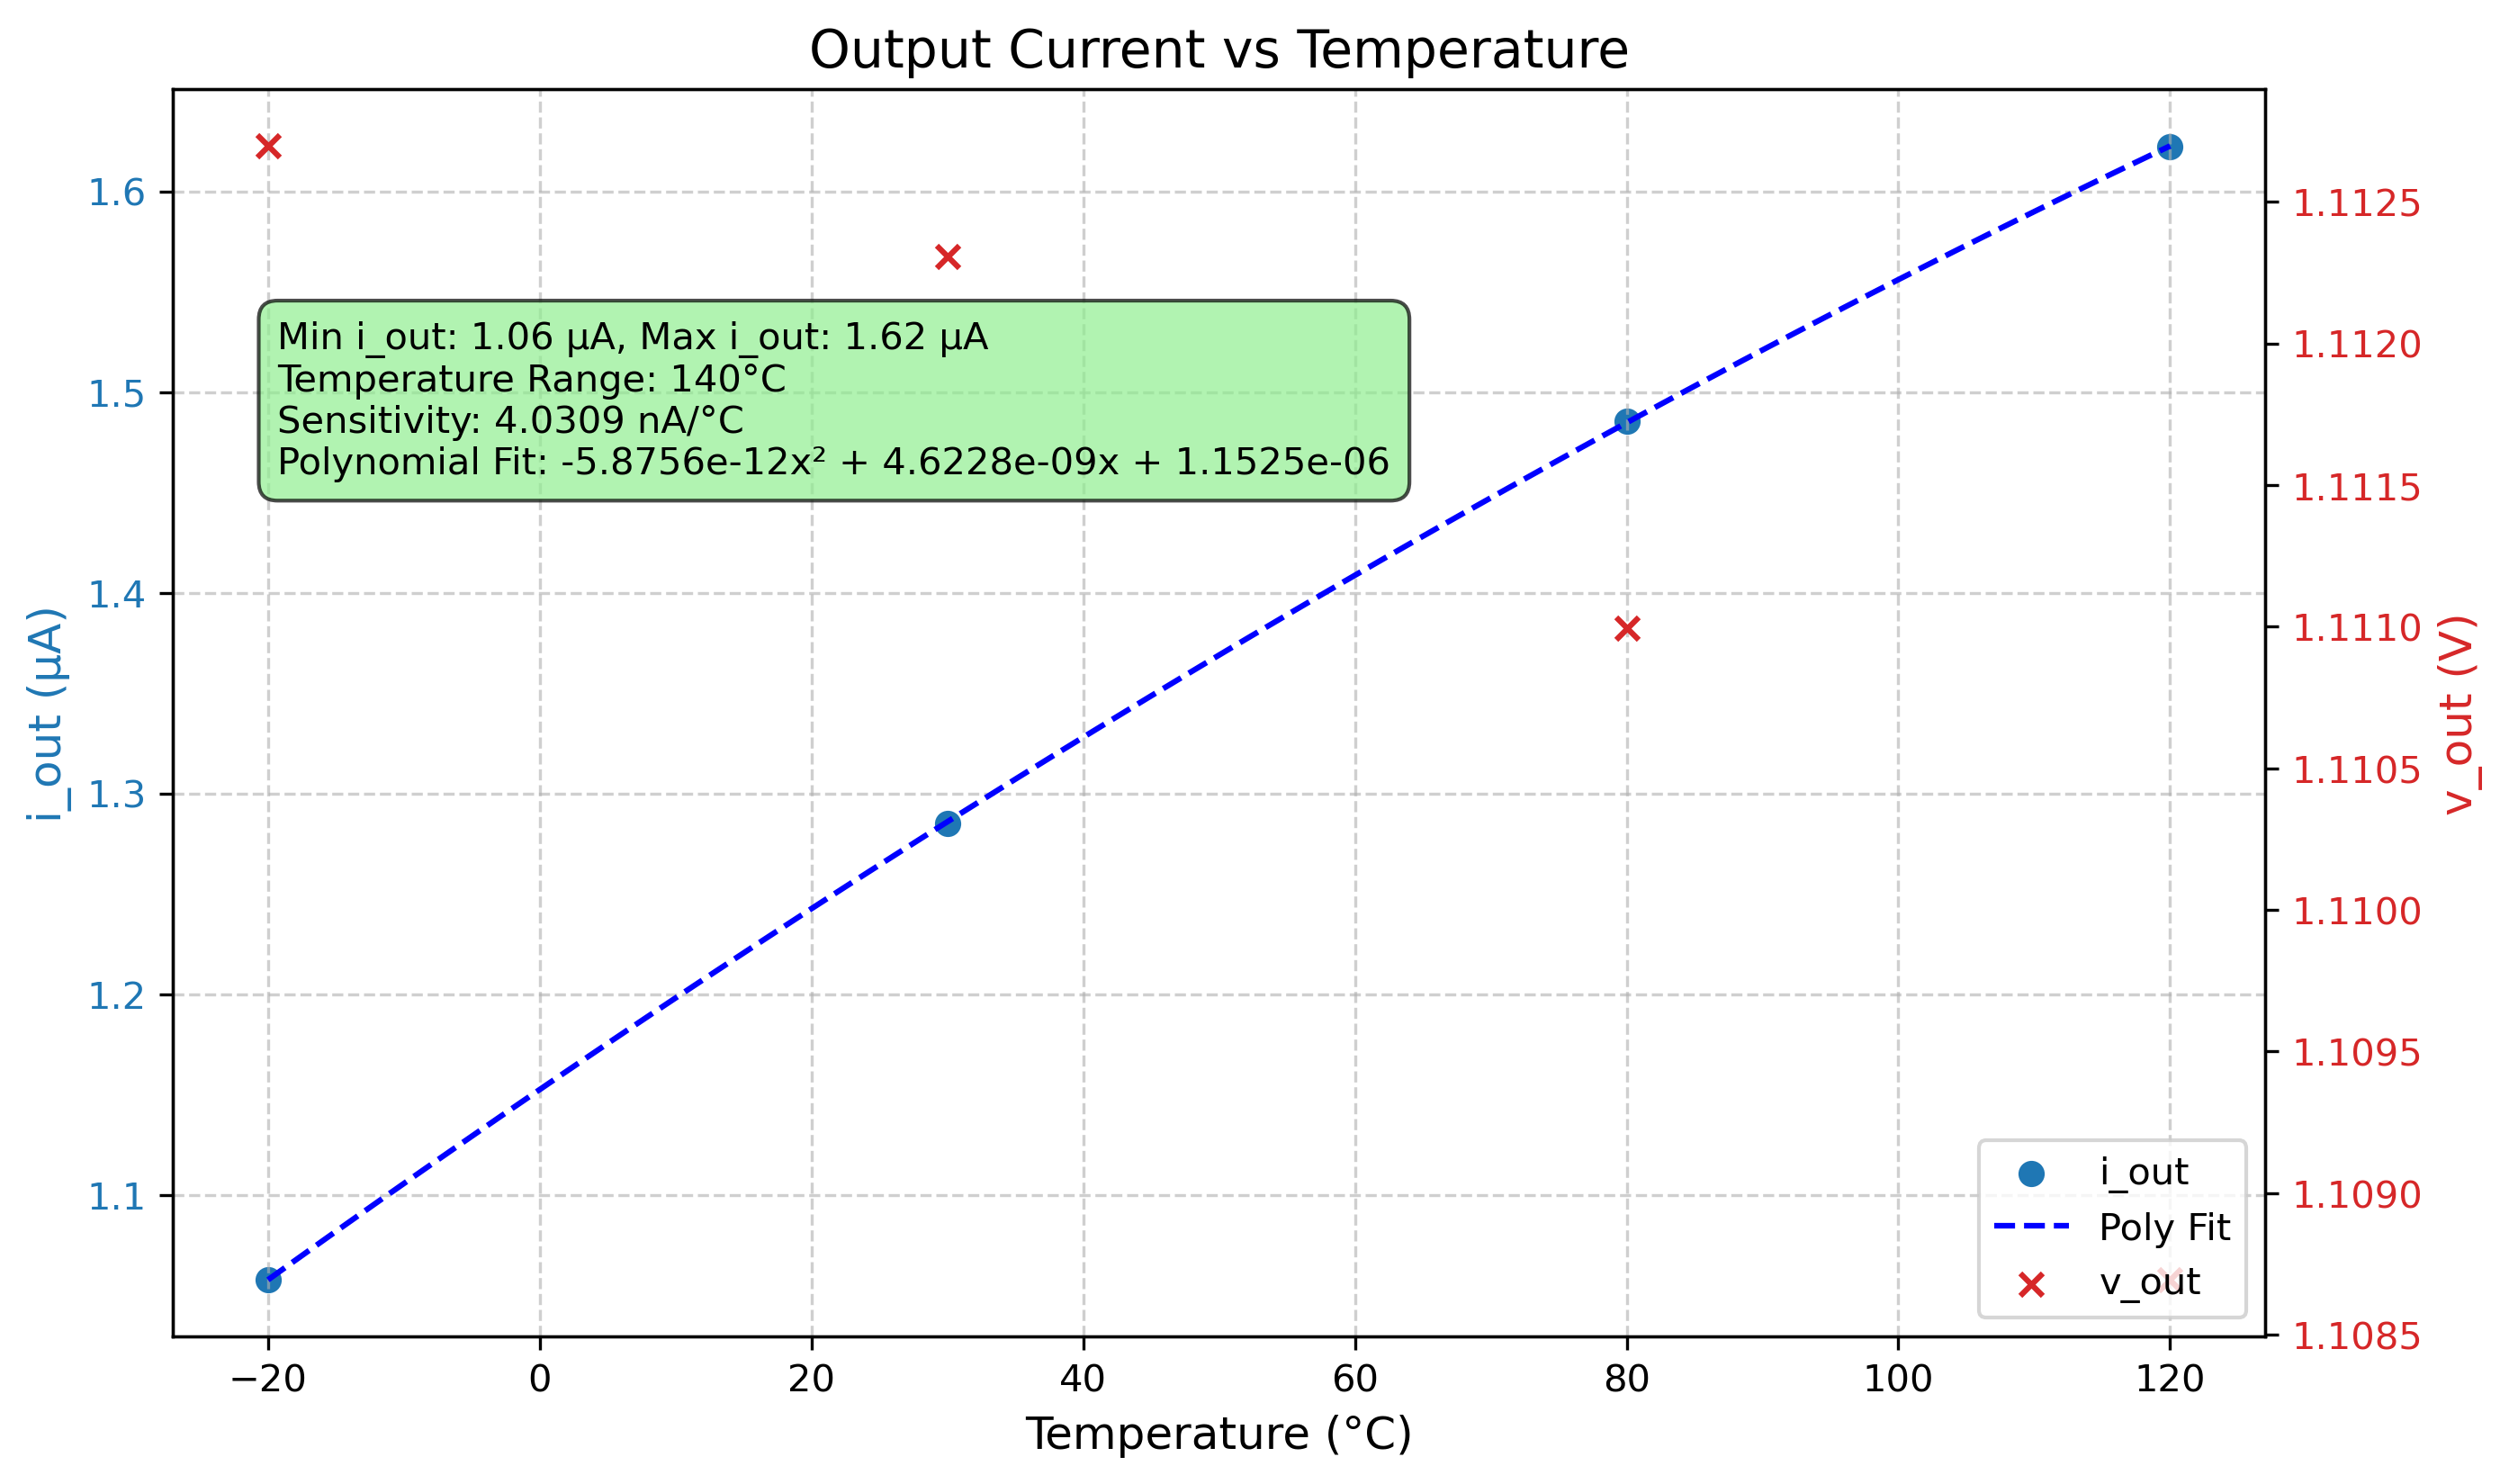 Output Current vs Temperature
i_out (µA)
1.6
1.5
1.4
1.3
1.2
1.1
Min i_out: 1.06 µA, Max i_out: 1.62 µA
Temperature Range: 140°C
Sensitivity: 4.0309 nA/°C
Polynomial Fit: -5.8756e-12x² + 4.6228e-09x + 1.1525e-06
1.1125
1.1120
1.1115
1.1110
1.1105
1.1100
1.1095
1.1090
1.1085
v_out (V)
i_out
Poly Fit
v_out
−20 0 20 40 60 80 100 120
Temperature (°C)